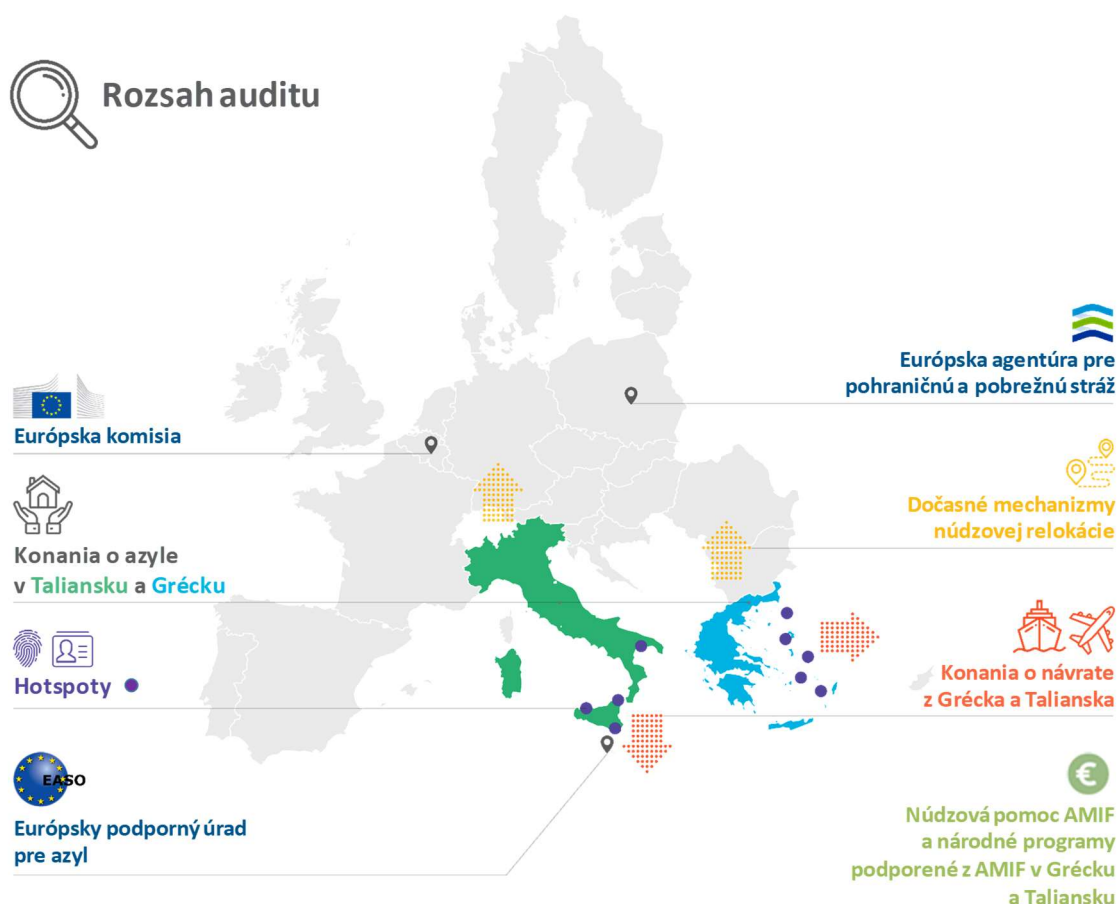 Rozsah auditu
Európska komisia
Konania o azyle
v Taliansku a Grécku
Hotspoty
EASO
Európsky podporný úrad
pre azyl
Európska agentúra pre
pohraničnú a pobrežnú stráž
Dočasné mechanizmy
núdzovej relokácie
Konania o návrate
z Grécka a Talianska
€
Núdzová pomoc AMIF
a národné programy
podporené z AMIF v Grécku
a Taliansku